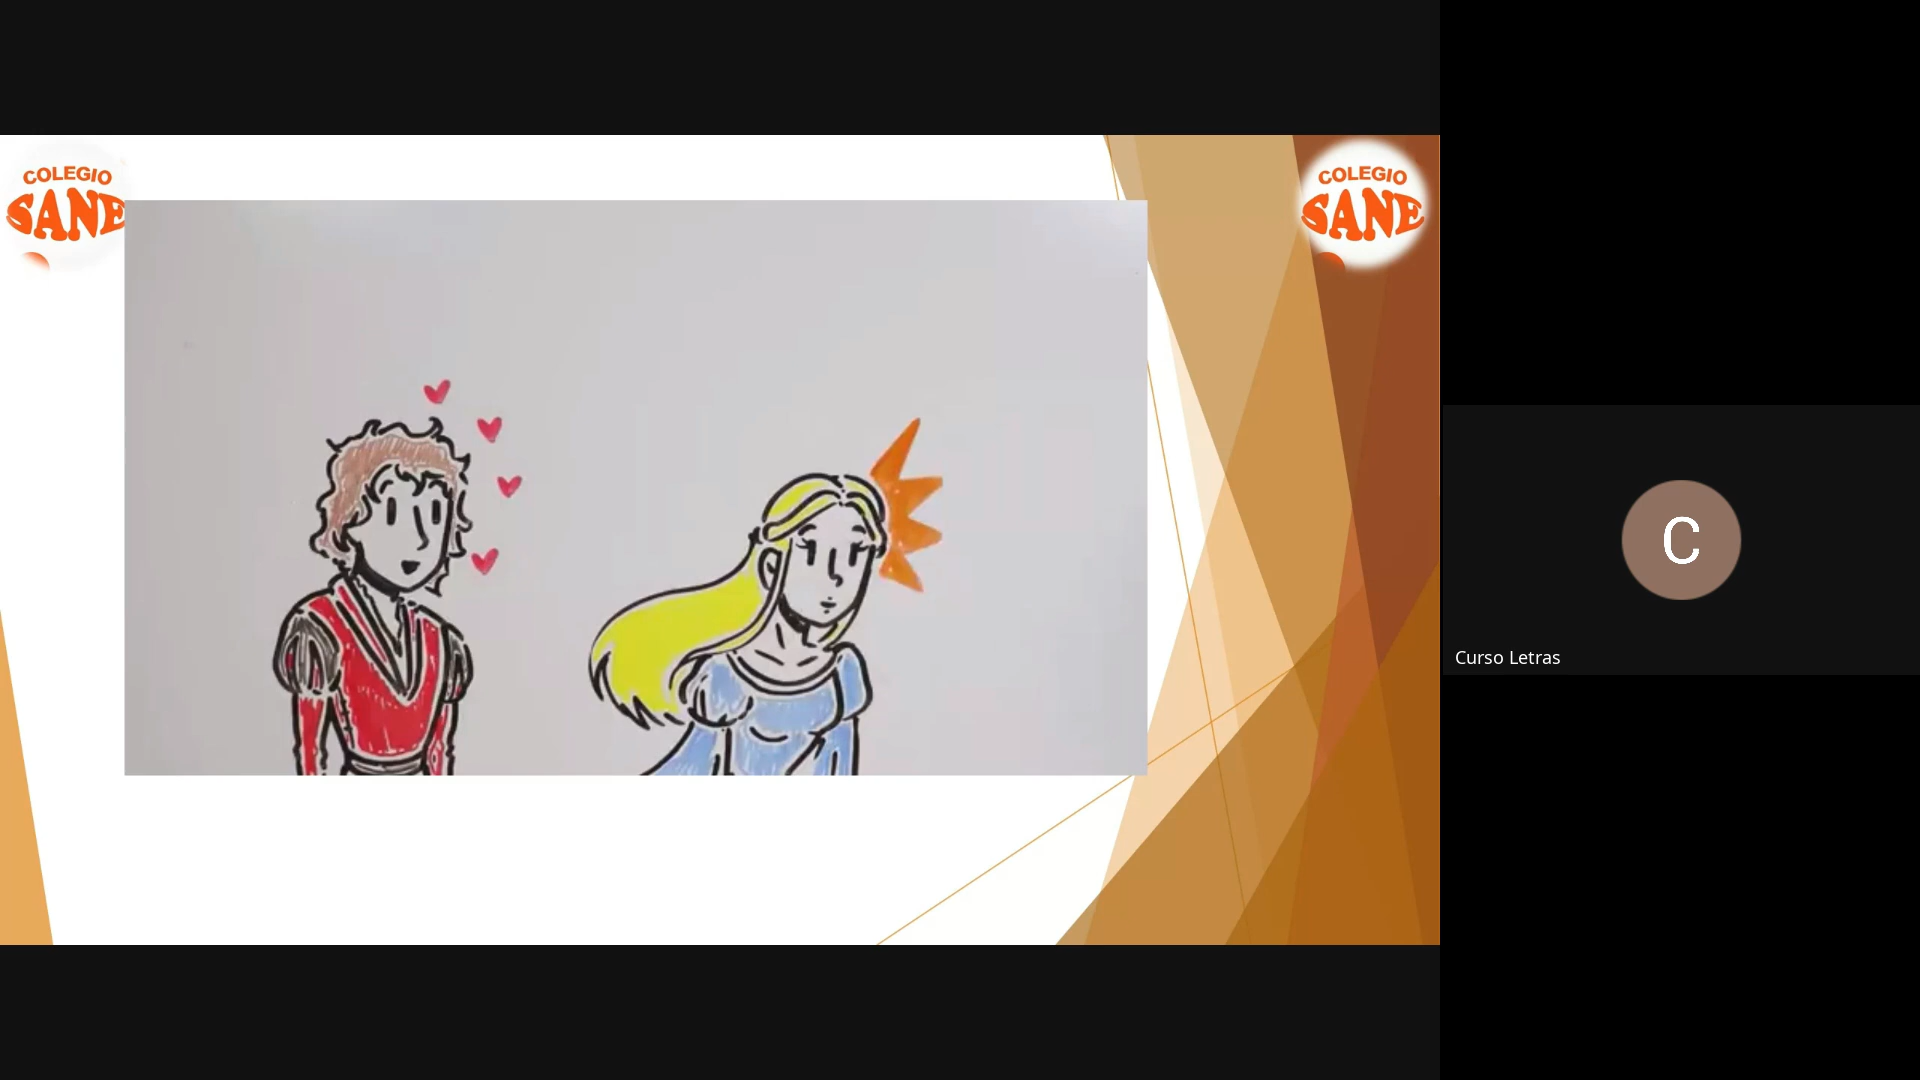 COLEGIO
SANE
COLEGIO
SANE
C
Curso Letras